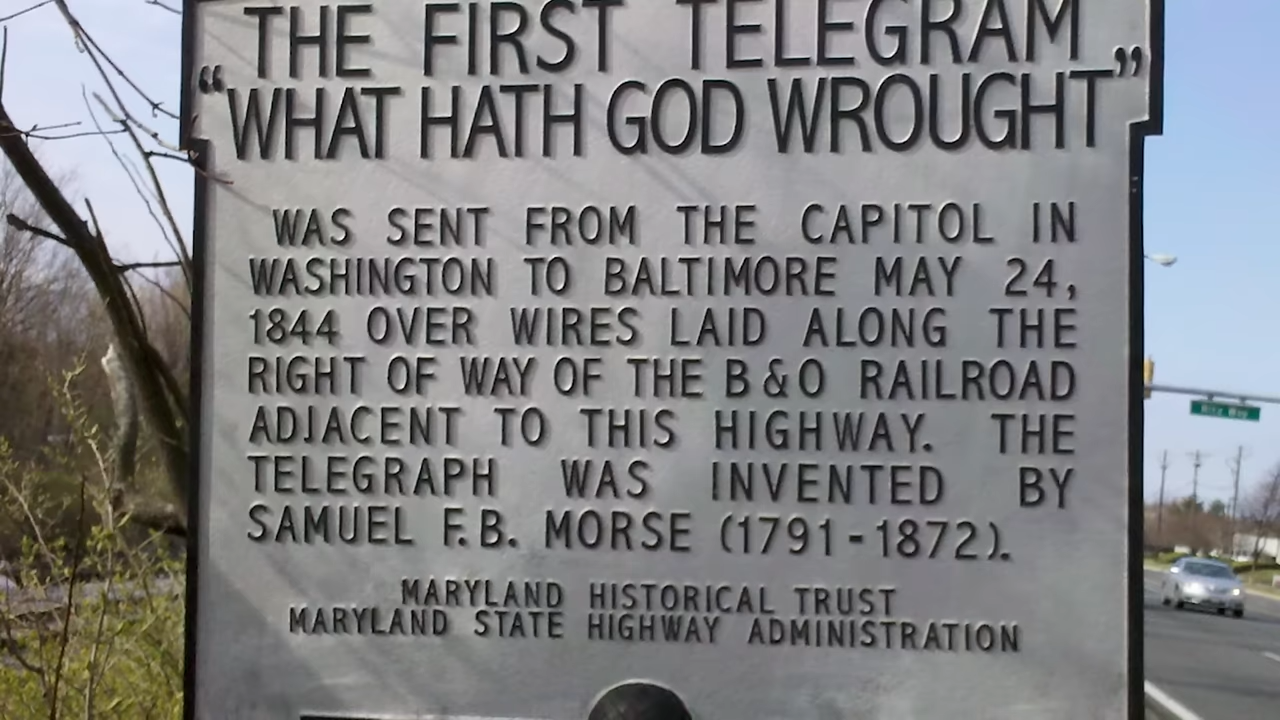 THE FIRST TELEGRAM
“WHAT HATH GOD WROUGHT”
WAS SENT FROM THE CAPITOL IN
WASHINGTON TO BALTIMORE MAY 24,
1844 OVER WIRES LAID ALONG THE
RIGHT OF WAY OF THE B&O RAILROAD
ADJACENT TO THIS HIGHWAY. THE
TELEGRAPH WAS INVENTED BY
SAMUEL F.B. MORSE (1791-1872).
MARYLAND HISTORICAL TRUST
MARYLAND STATE HIGHWAY ADMINISTRATION